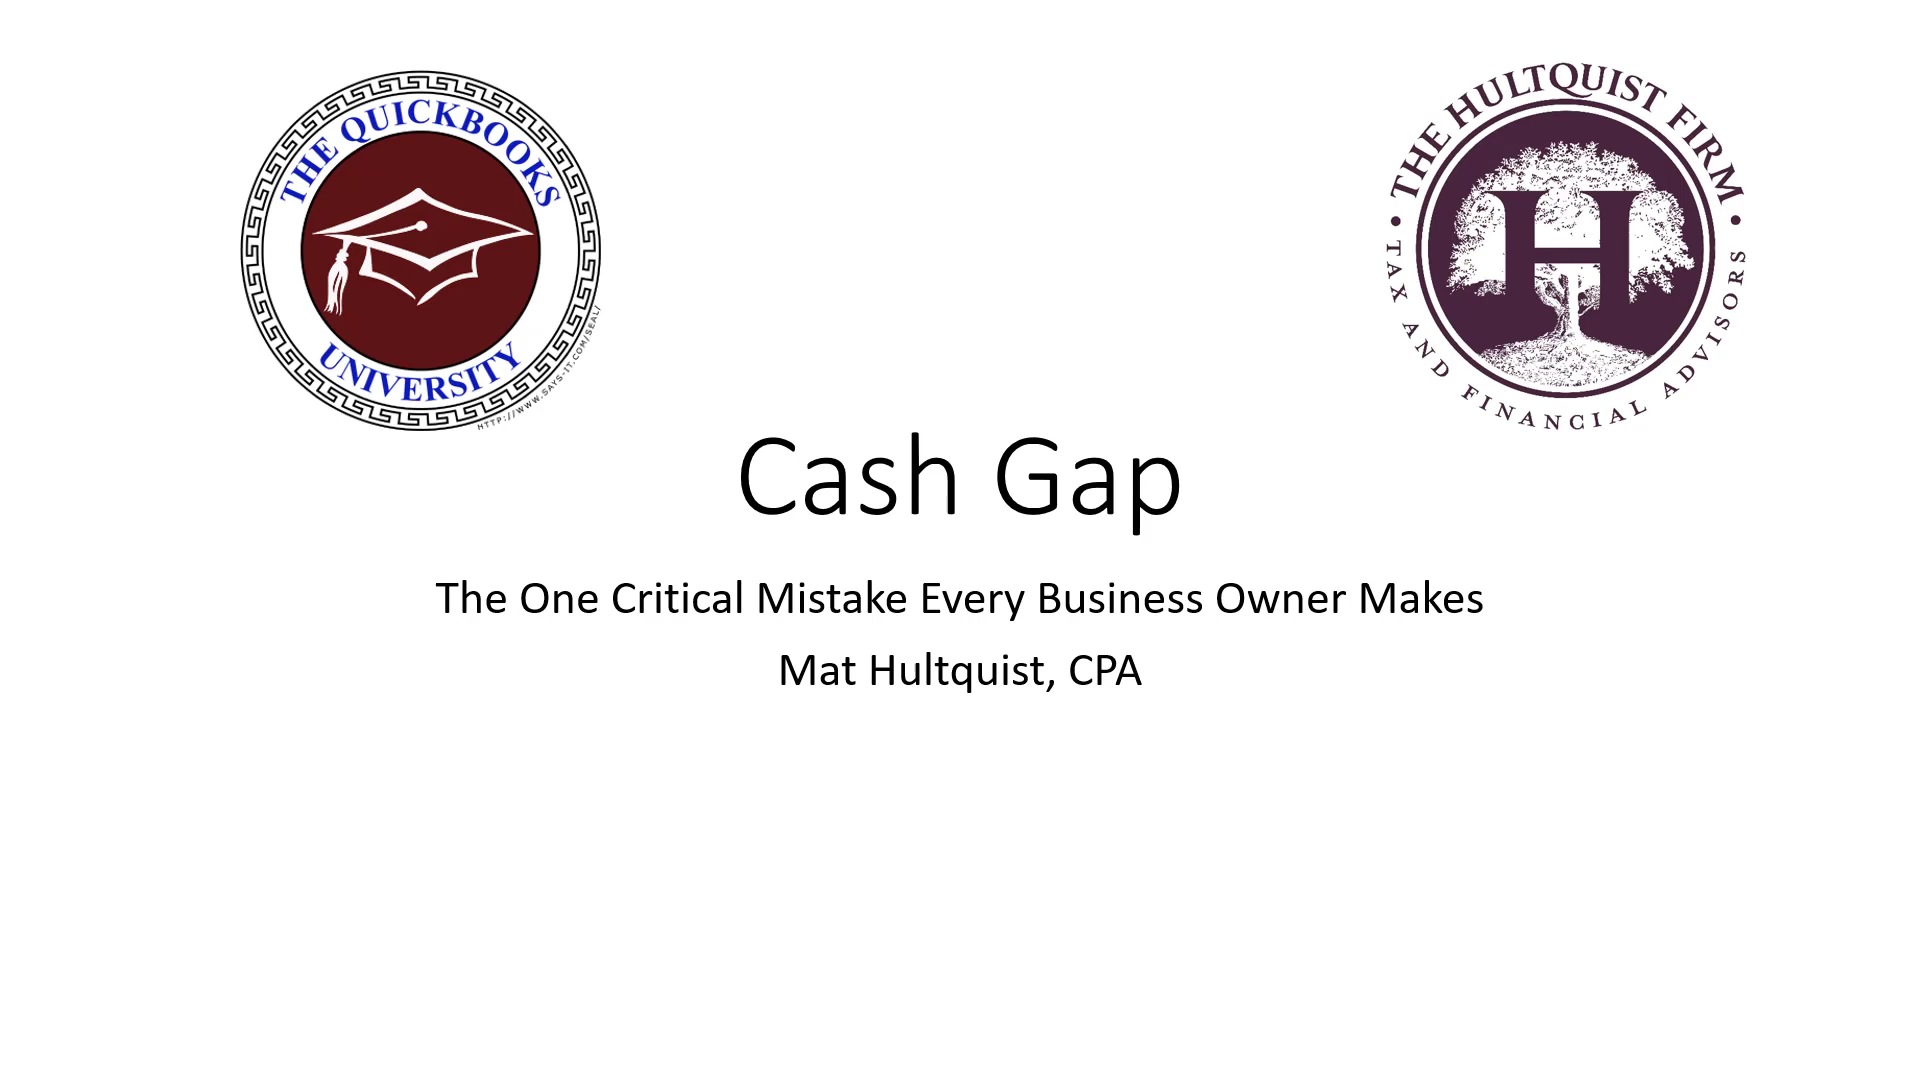 THE QUICKBOOKS
UNIVERSITY
HTTP://WWW.SAYS-IT.COM/SEAL/
THE HULTQUIST FIRM
H
• TAX AND FINANCIAL ADVISORS •
Cash Gap
The One Critical Mistake Every Business Owner Makes
Mat Hultquist, CPA